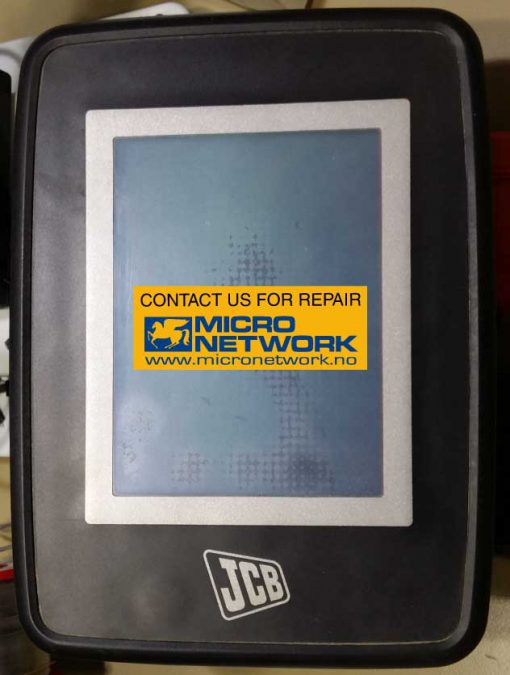 CONTACT US FOR REPAIR
MICRO
NETWORK
www.micronetwork.no
JCB